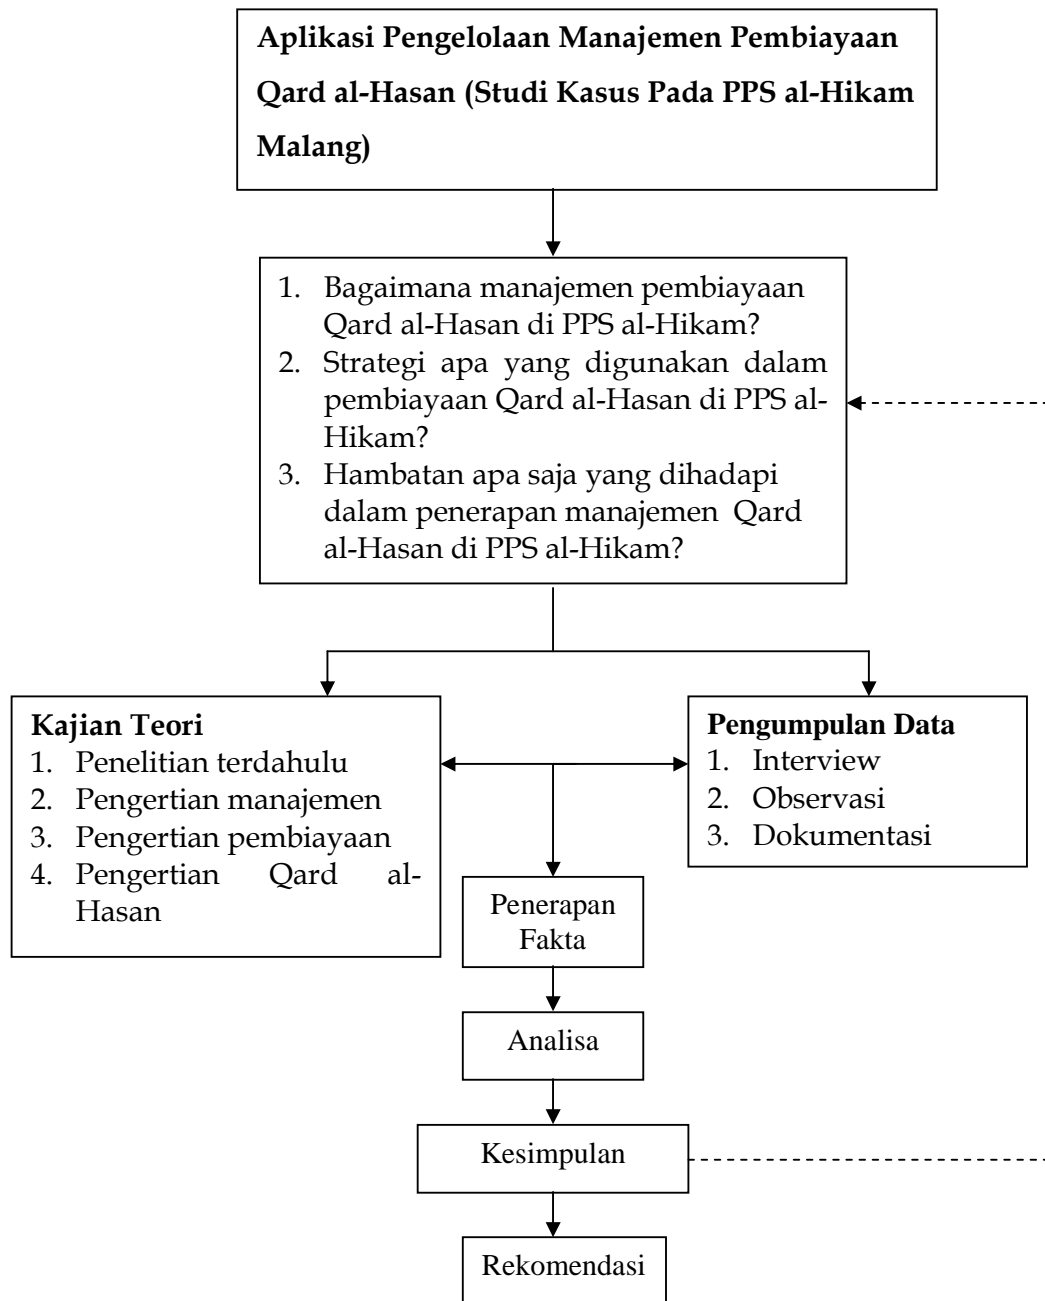 Aplikasi Pengelolaan Manajemen Pembiayaan
Qard al-Hasan (Studi Kasus Pada PPS al-Hikam
Malang)
1. Bagaimana manajemen pembiayaan
Qard al-Hasan di PPS al-Hikam?
2. Strategi apa yang digunakan dalam
pembiayaan Qard al-Hasan di PPS al-
Hikam?
3. Hambatan apa saja yang dihadapi
dalam penerapan manajemen Qard
al-Hasan di PPS al-Hikam?
Kajian Teori
1. Penelitian terdahulu
2. Pengertian manajemen
3. Pengertian pembiayaan
4. Pengertian Qard al-
Hasan
Pengumpulan Data
1. Interview
2. Observasi
3. Dokumentasi
Penerapan
Fakta
Analisa
Kesimpulan
Rekomendasi